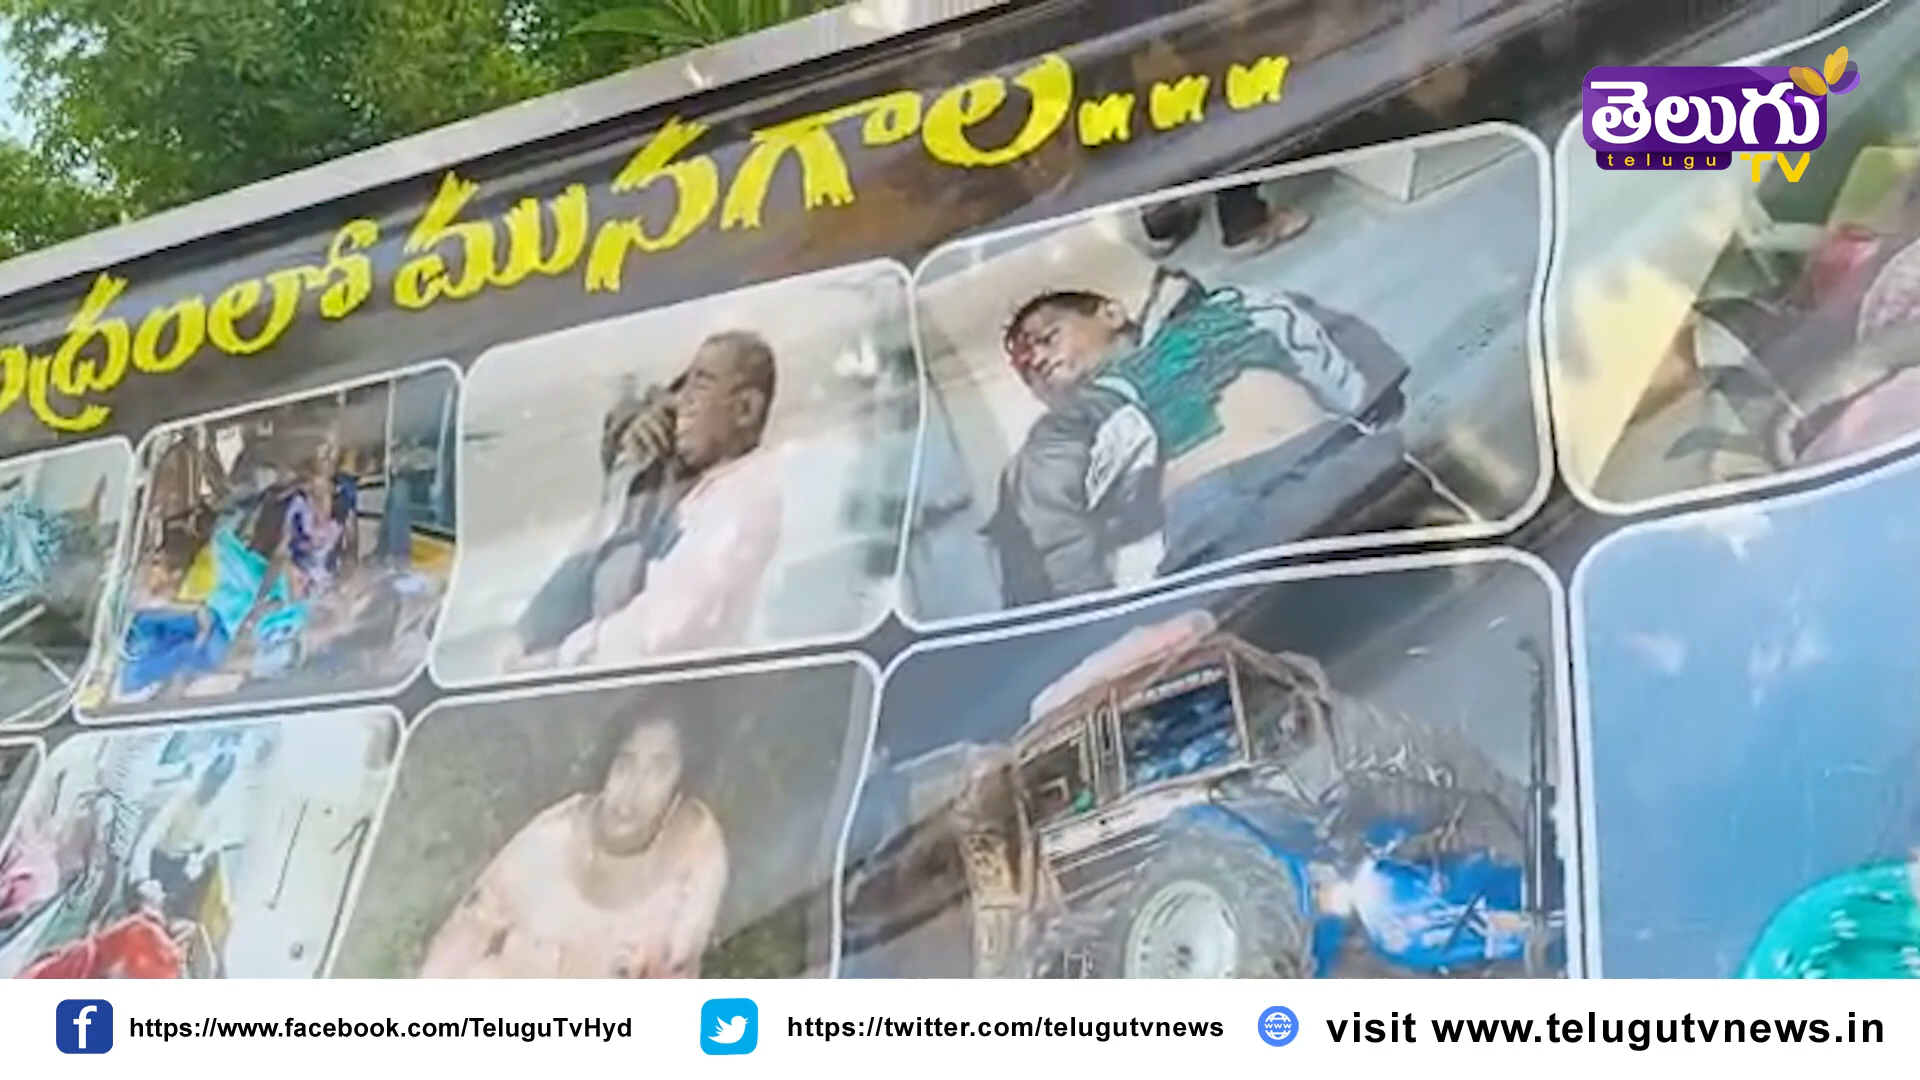 మునగాల...
తెలుగు
telugu TV
https://www.facebook.com/TeluguTvHyd
https://twitter.com/telugutvnews
visit www.telugutvnews.in